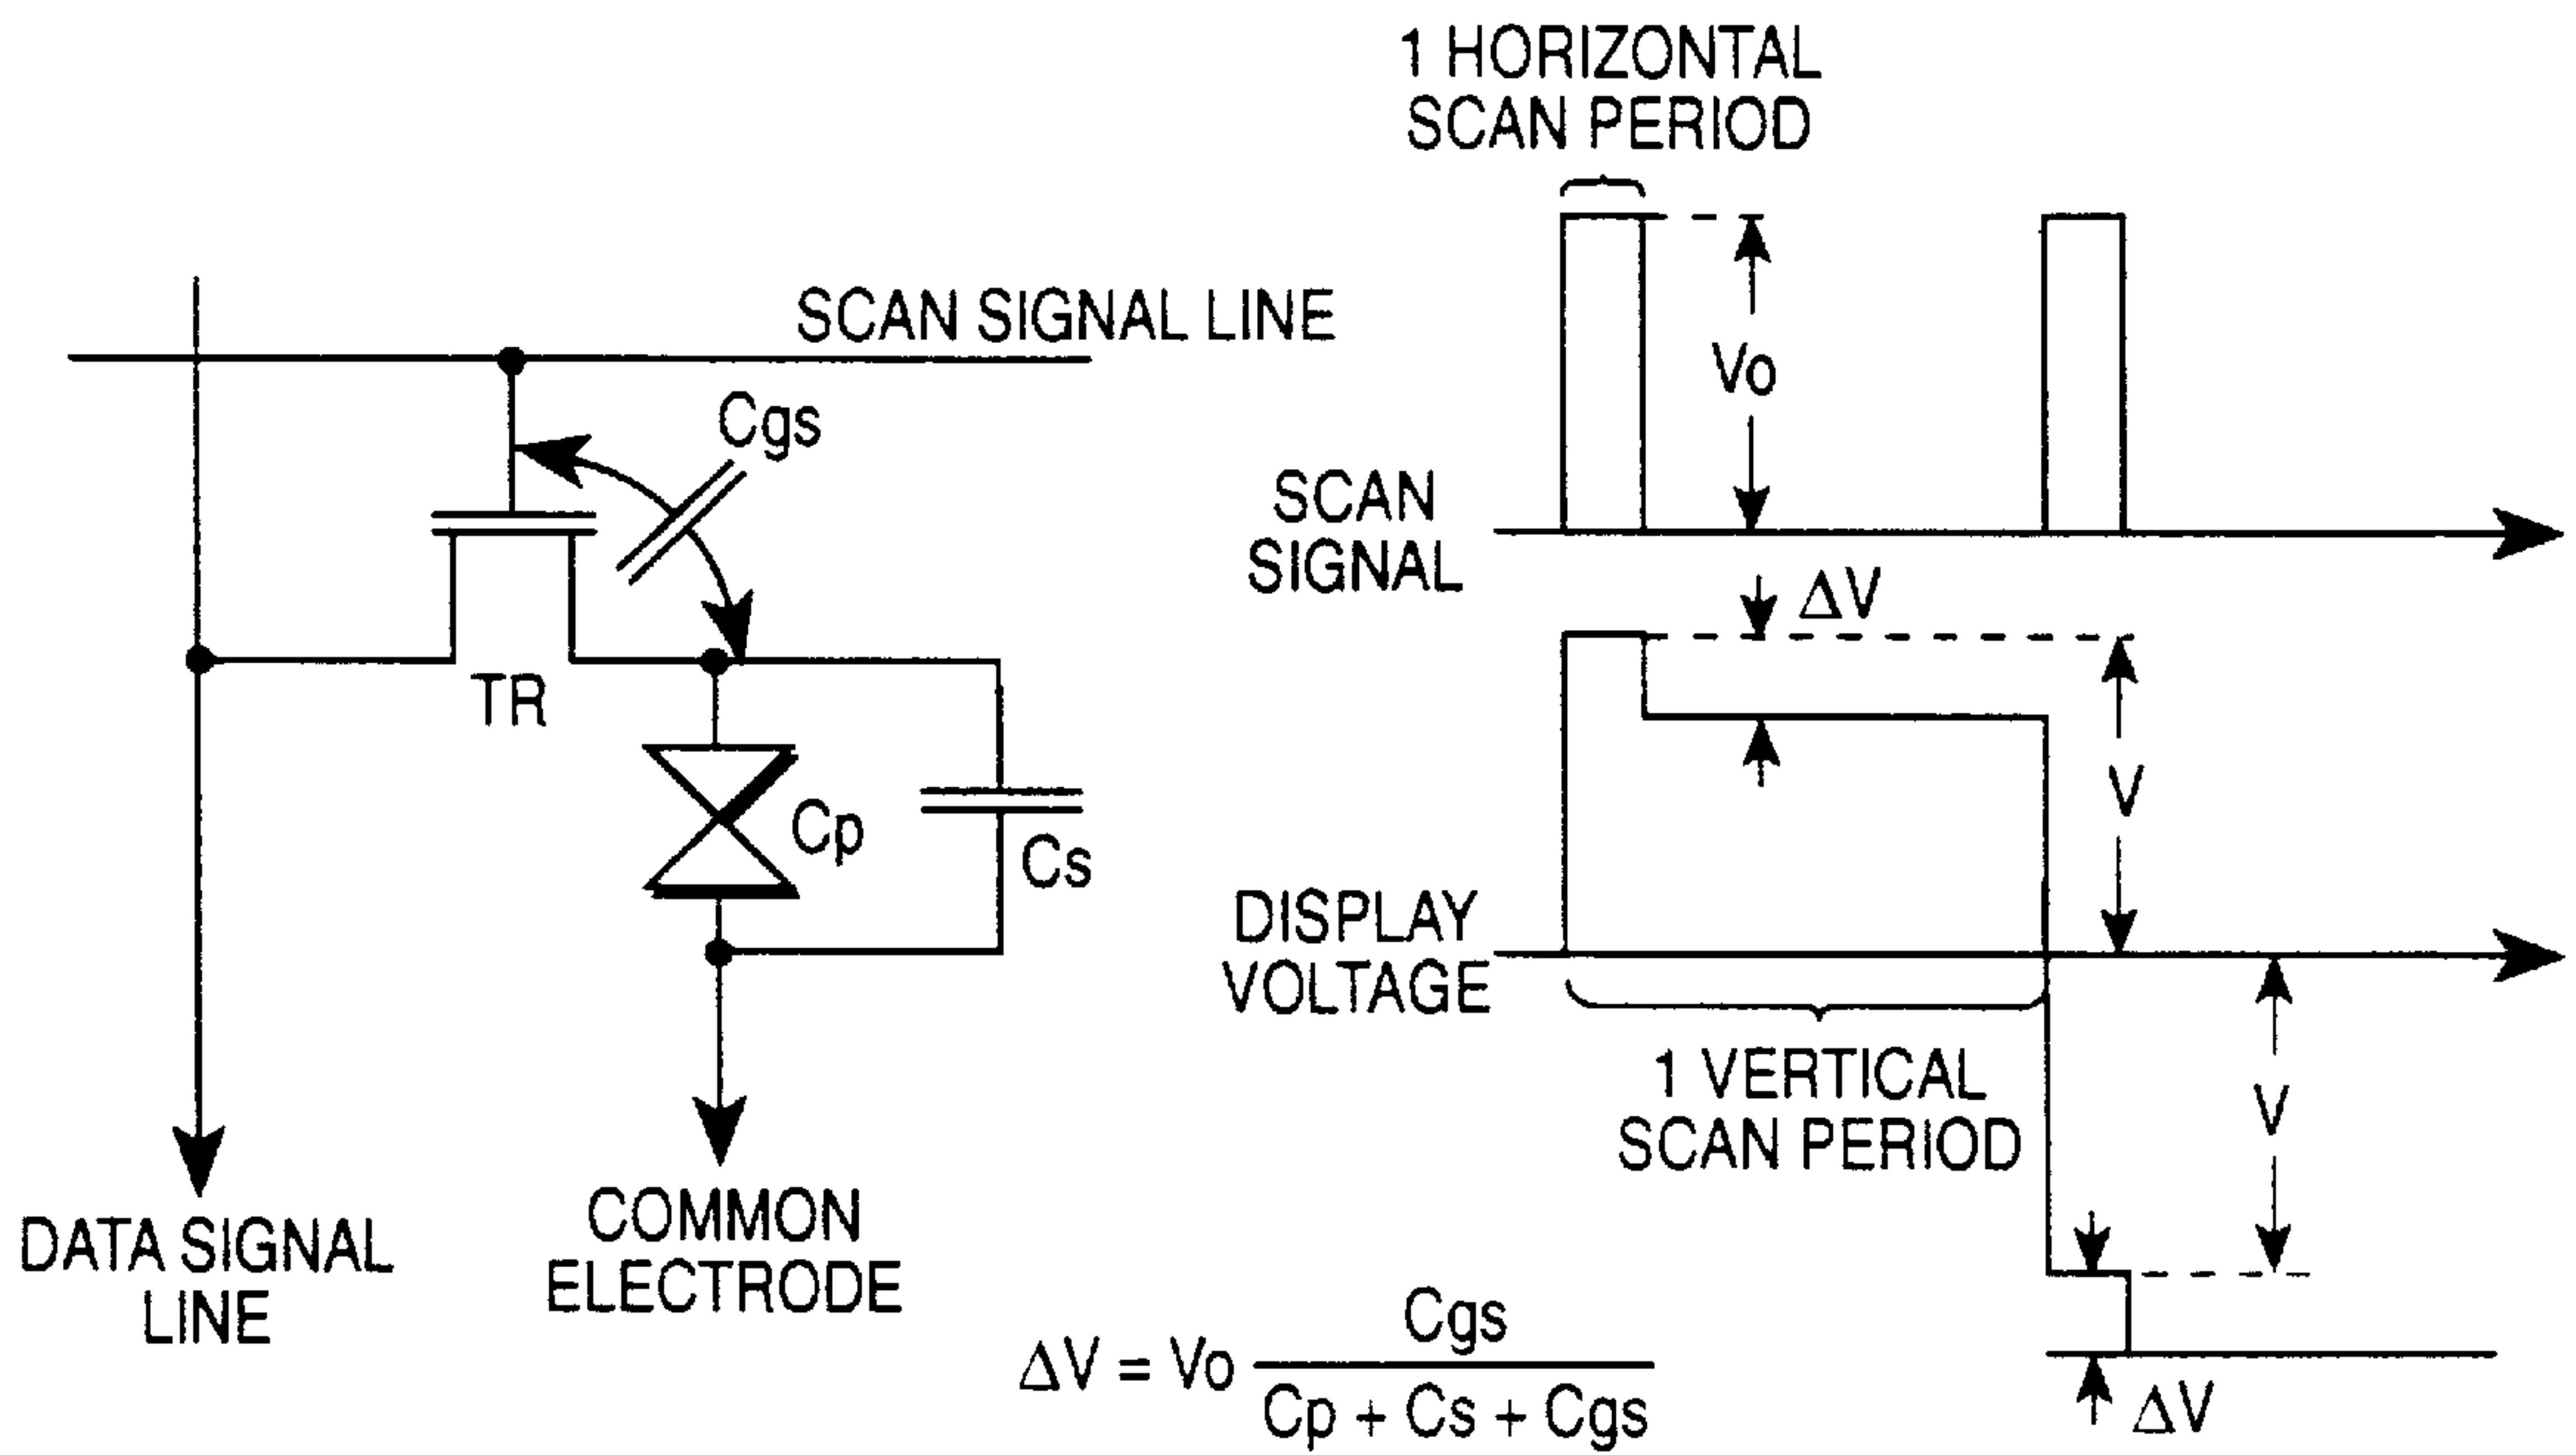 1 HORIZONTAL
SCAN PERIOD
SCAN SIGNAL LINE
Cgs
Vo
SCAN
SIGNAL
ΔV
TR
V
Cp
Cs
DISPLAY
VOLTAGE
1 VERTICAL
SCAN PERIOD
V
COMMON
ELECTRODE
DATA SIGNAL
LINE
ΔV = Vo Cgs / Cp + Cs + Cgs
ΔV